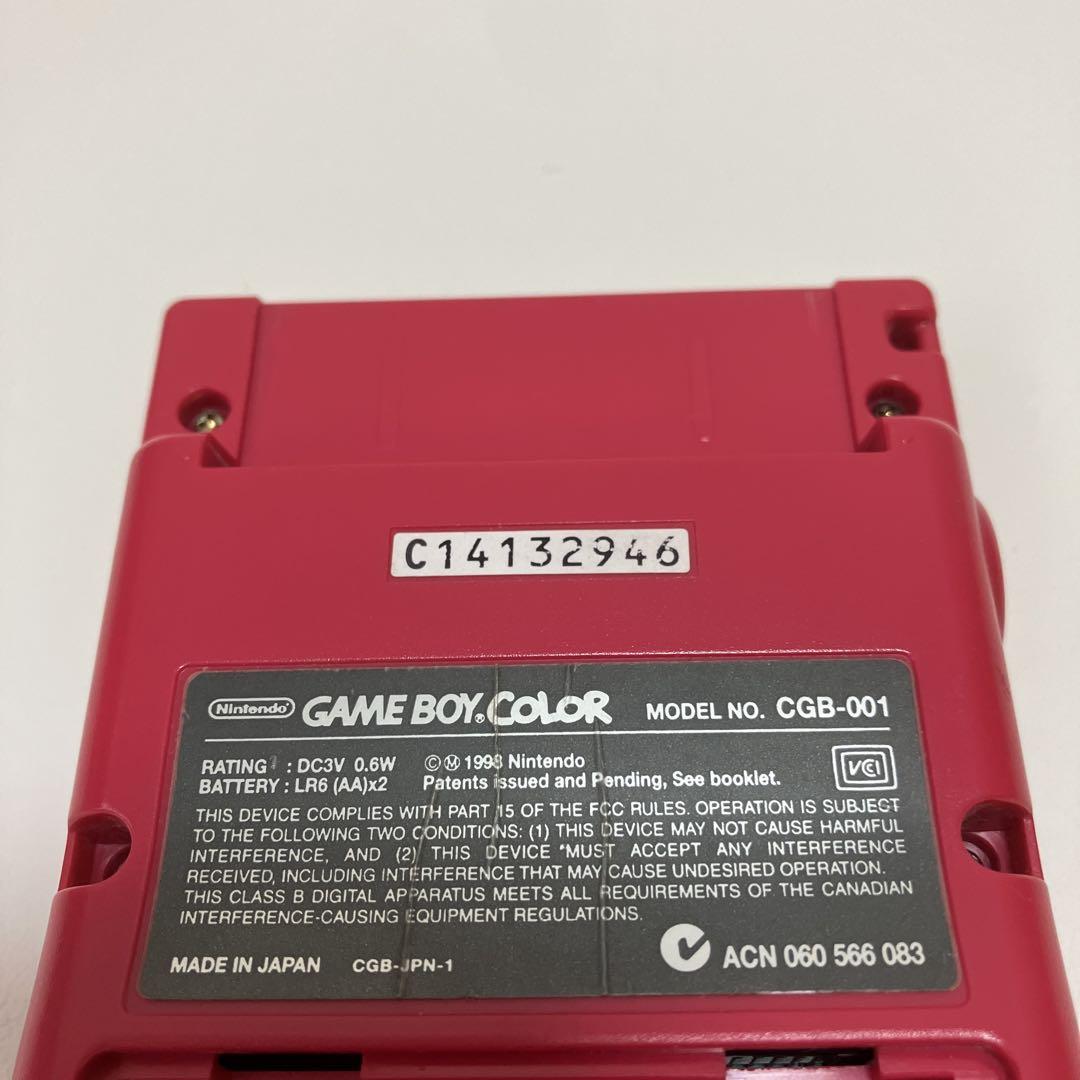 C14132946
Nintendo GAME BOY COLOR MODEL NO. CGB-001
RATING : DC3V 0.6W
BATTERY : LR6 (AA)x2
©Ⓜ 1998 Nintendo
Patents issued and Pending, See booklet.
VCI
THIS DEVICE COMPLIES WITH PART 15 OF THE FCC RULES. OPERATION IS SUBJECT
TO THE FOLLOWING TWO CONDITIONS: (1) THIS DEVICE MAY NOT CAUSE HARMFUL
INTERFERENCE, AND (2) THIS DEVICE MUST ACCEPT ANY INTERFERENCE
RECEIVED, INCLUDING INTERFERENCE THAT MAY CAUSE UNDESIRED OPERATION.
THIS CLASS B DIGITAL APPARATUS MEETS ALL REQUIREMENTS OF THE CANADIAN
INTERFERENCE-CAUSING EQUIPMENT REGULATIONS.
MADE IN JAPAN CGB-JPN-1 ACN 060 566 083